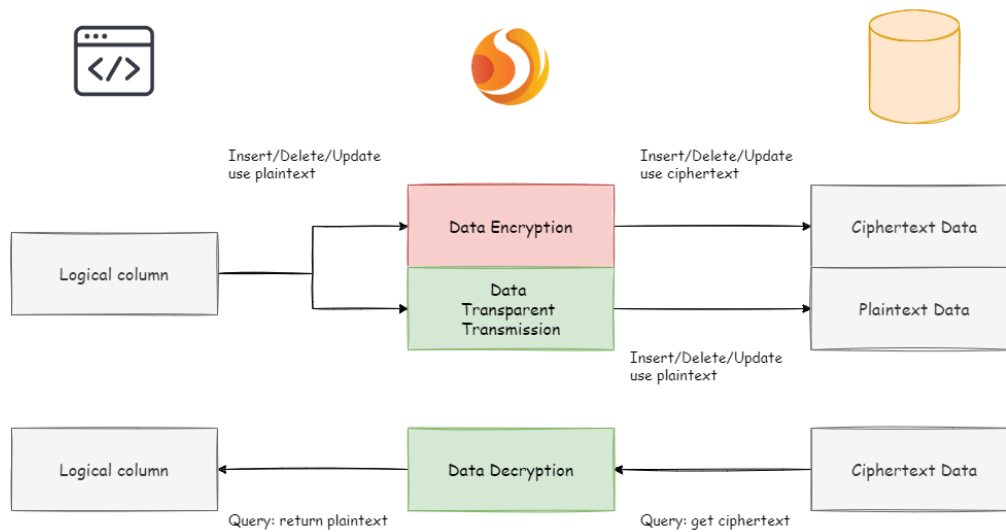 </>
Insert/Delete/Update
use plaintext
Insert/Delete/Update
use ciphertext
Logical column
Data Encryption
Ciphertext Data
Data
Transparent
Transmission
Plaintext Data
Insert/Delete/Update
use plaintext
Logical column
Data Decryption
Ciphertext Data
Query: return plaintext
Query: get ciphertext